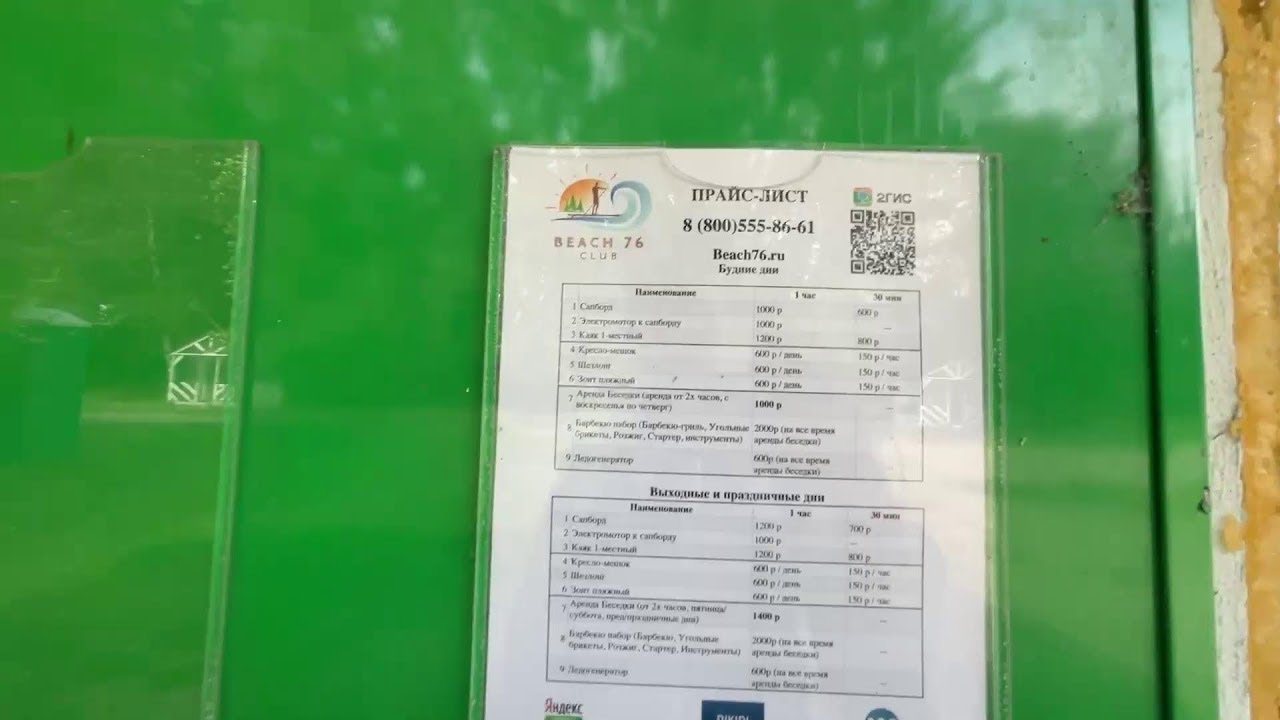 BEACH 76
CLUB
ПРАЙС-ЛИСТ
8 (800)555-86-61
Beach76.ru
Будние дни
2ГИС
Наименование 1 час 30 мин
1 Сапборд 1000 р 600 р
2 Электромотор к сапборду 1000 р —
3 Каяк 1-местный 1200 р 800 р
4 Кресло-мешок 600 р / день 150 р / час
5 Шезлонг 600 р / день 150 р / час
6 Зонт пляжный 600 р / день 150 р / час
7 Аренда Беседки (аренда от 2х часов, с
воскресенья по четверг) 1000 р —
8 Барбекю набор (Барбекю-гриль, Угольные
брикеты, Розжиг, Стартер, инструменты) 2000р (на все время
аренды беседки)
9 Ледогенератор 600р (на все время
аренды беседки)
Выходные и праздничные дни
Наименование 1 час 30 мин
1 Сапборд 1200 р 700 р
2 Электромотор к сапборду 1000 р —
3 Каяк 1-местный 1200 р 800 р
4 Кресло-мешок 600 р / день 150 р / час
5 Шезлонг 600 р / день 150 р / час
6 Зонт пляжный 600 р / день 150 р / час
7 Аренда Беседки (от 2х часов, пятница/
суббота, пред/праздничные дни) 1400 р —
8 Барбекю набор (Барбекю, Угольные
брикеты, Розжиг, Стартер, Инструменты) 2000р (на все время
аренды беседки) —
9 Ледогенератор 600р (на все время
аренды беседки) —
Яндекс